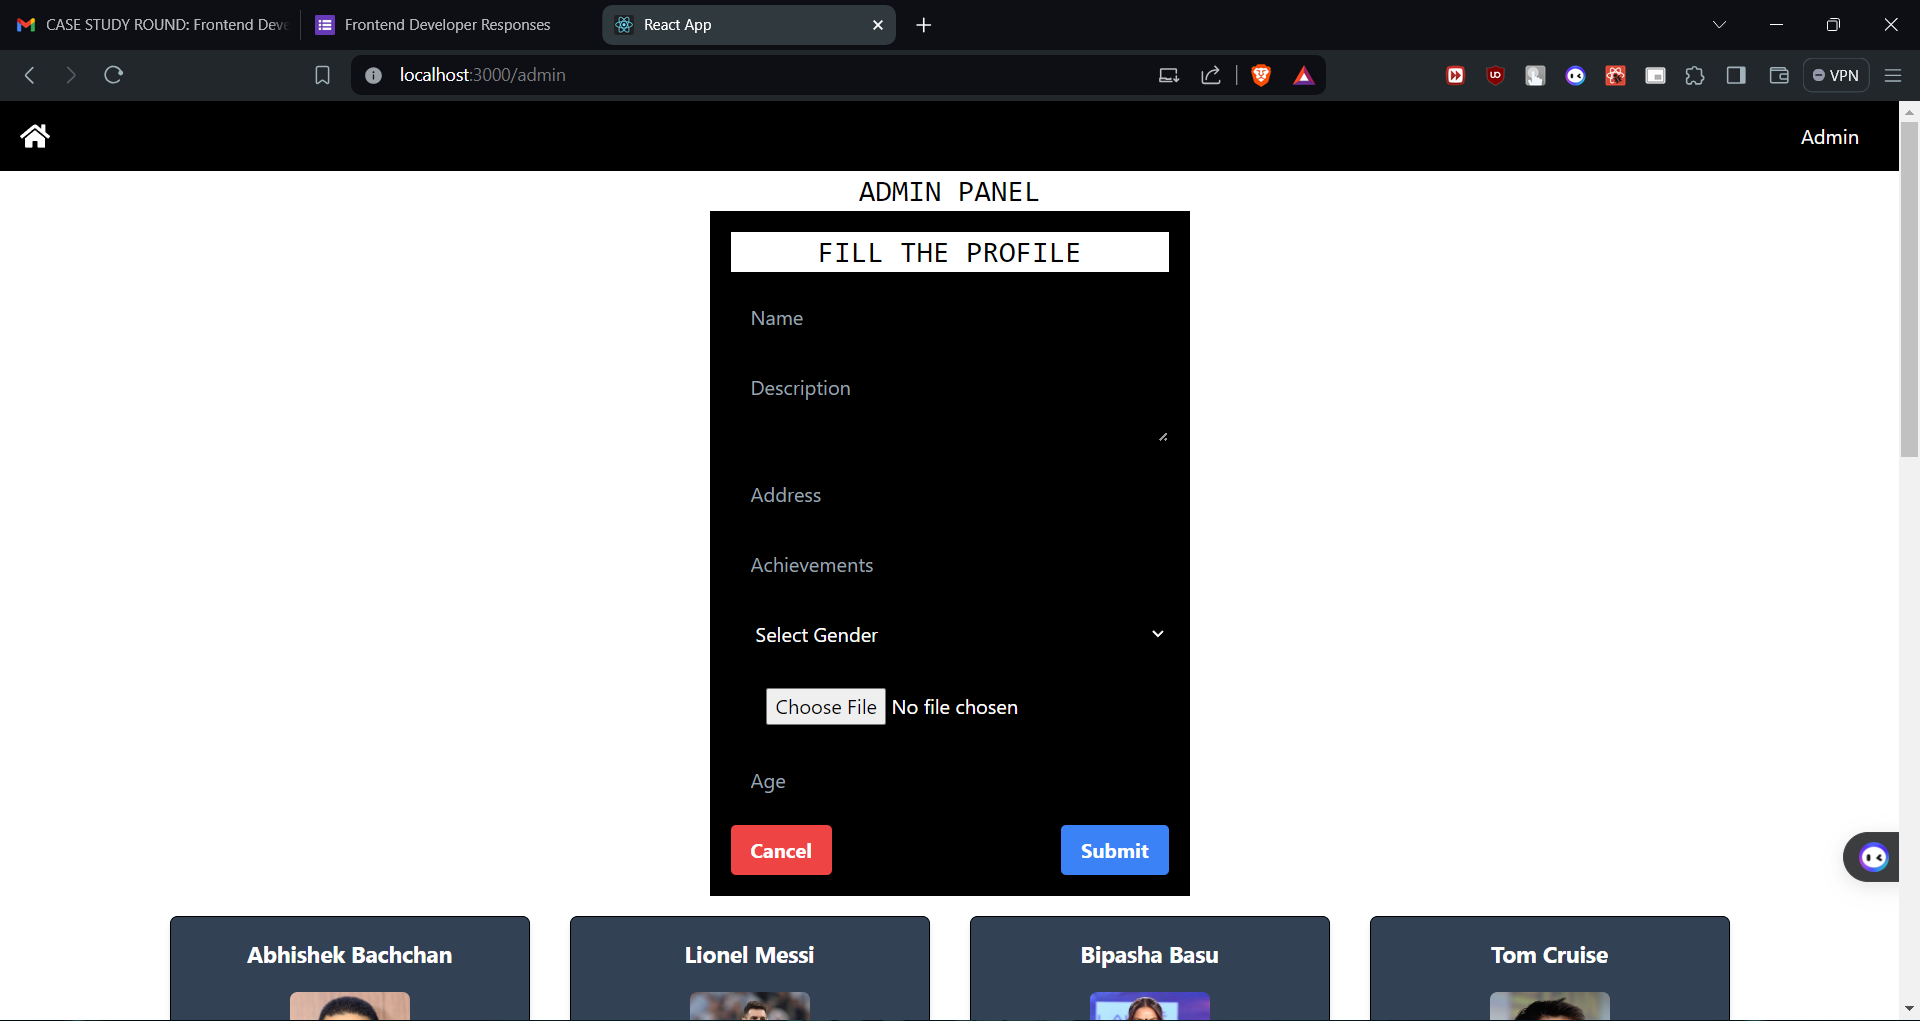 CASE STUDY ROUND: Frontend Deve
Frontend Developer Responses
React App
localhost:3000/admin
VPN
Admin
ADMIN PANEL
FILL THE PROFILE
Name
Description
Address
Achievements
Select Gender
Choose File No file chosen
Age
Cancel Submit
Abhishek Bachchan Lionel Messi Bipasha Basu Tom Cruise